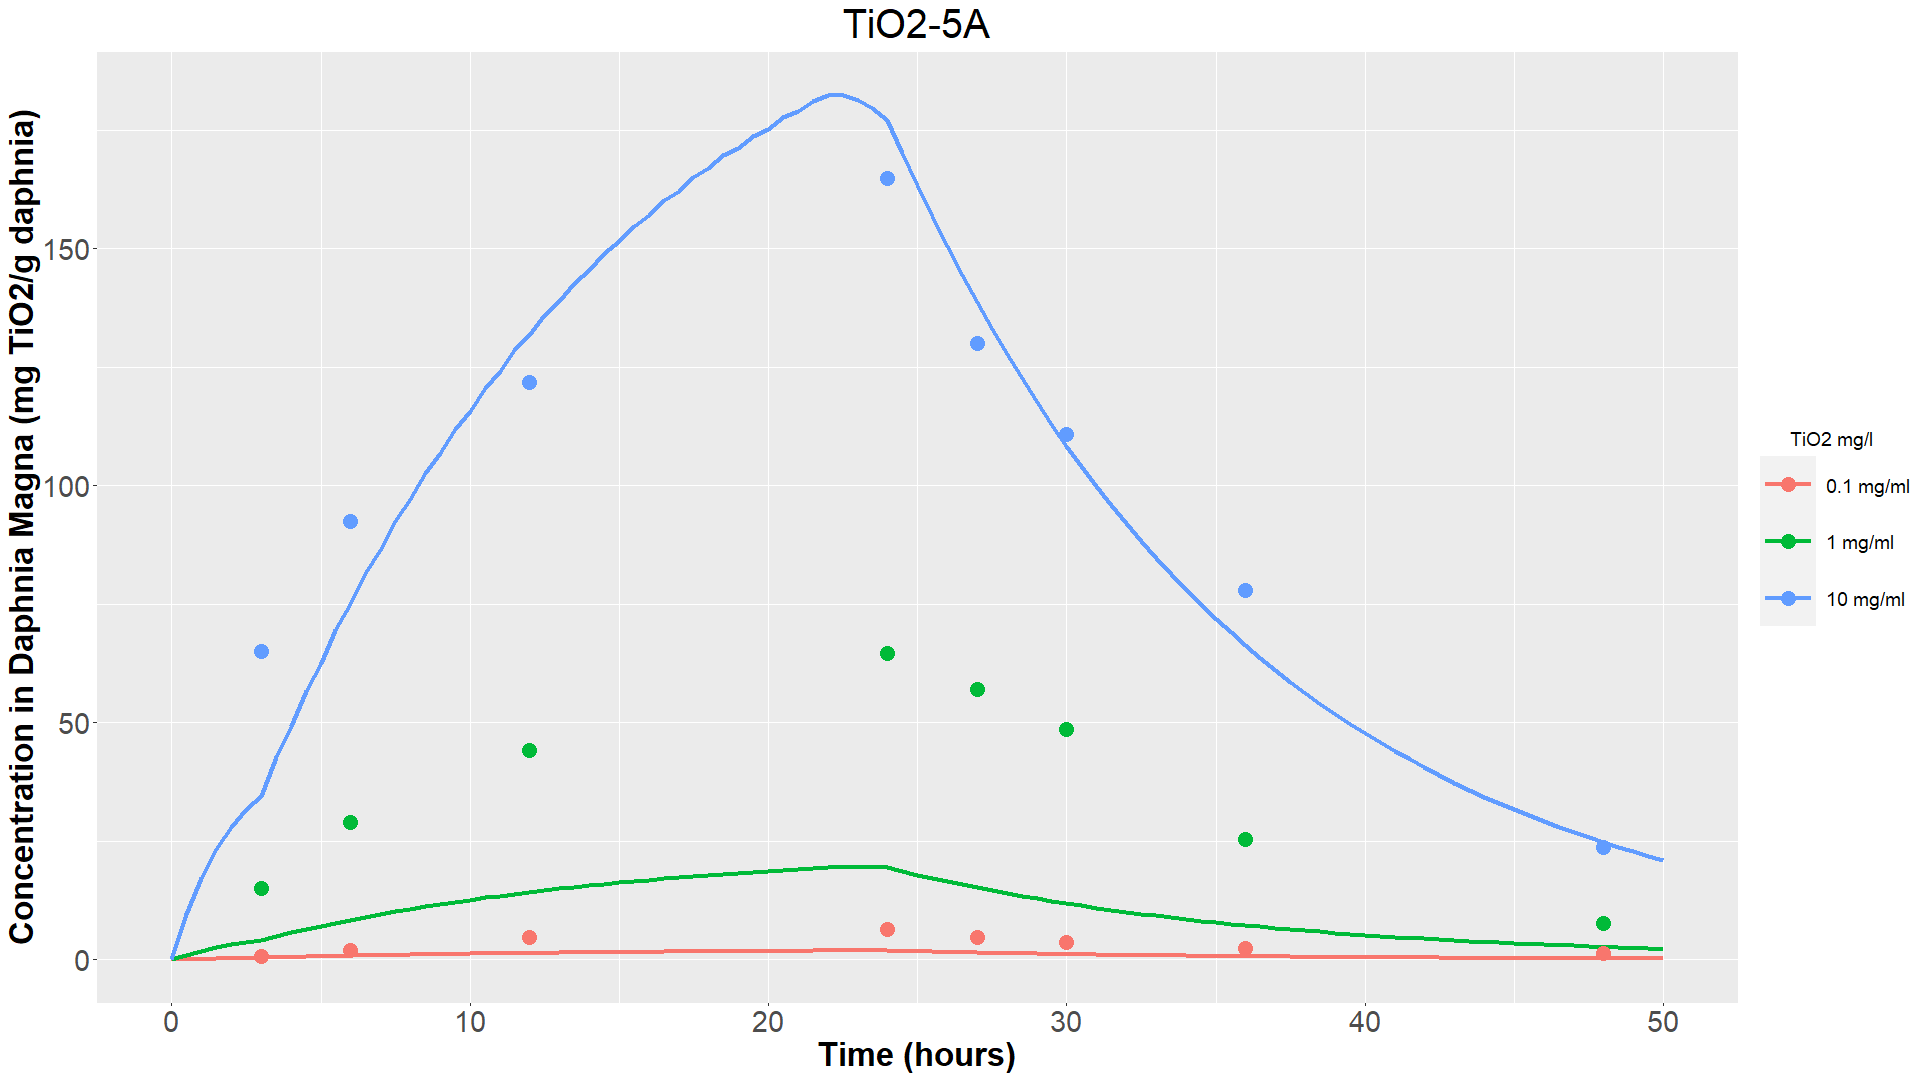 TiO2-5A
Concentration in Daphnia Magna (mg TiO2/g daphnia)
150
100
50
0
0 10 20 30 40 50
Time (hours)
TiO2 mg/l
0.1 mg/ml
1 mg/ml
10 mg/ml